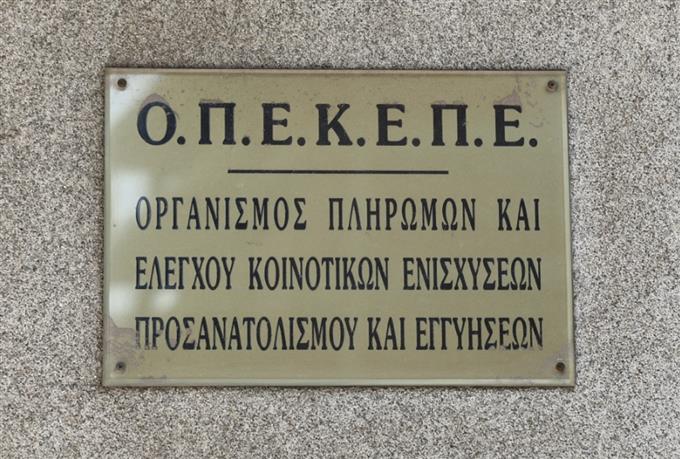 Ο.Π.Ε.Κ.Ε.Π.Ε.
ΟΡΓΑΝΙΣΜΟΣ ΠΛΗΡΩΜΩΝ ΚΑΙ
ΕΛΕΓΧΟΥ ΚΟΙΝΟΤΙΚΩΝ ΕΝΙΣΧΥΣΕΩΝ
ΠΡΟΣΑΝΑΤΟΛΙΣΜΟΥ ΚΑΙ ΕΓΓΥΗΣΕΩΝ